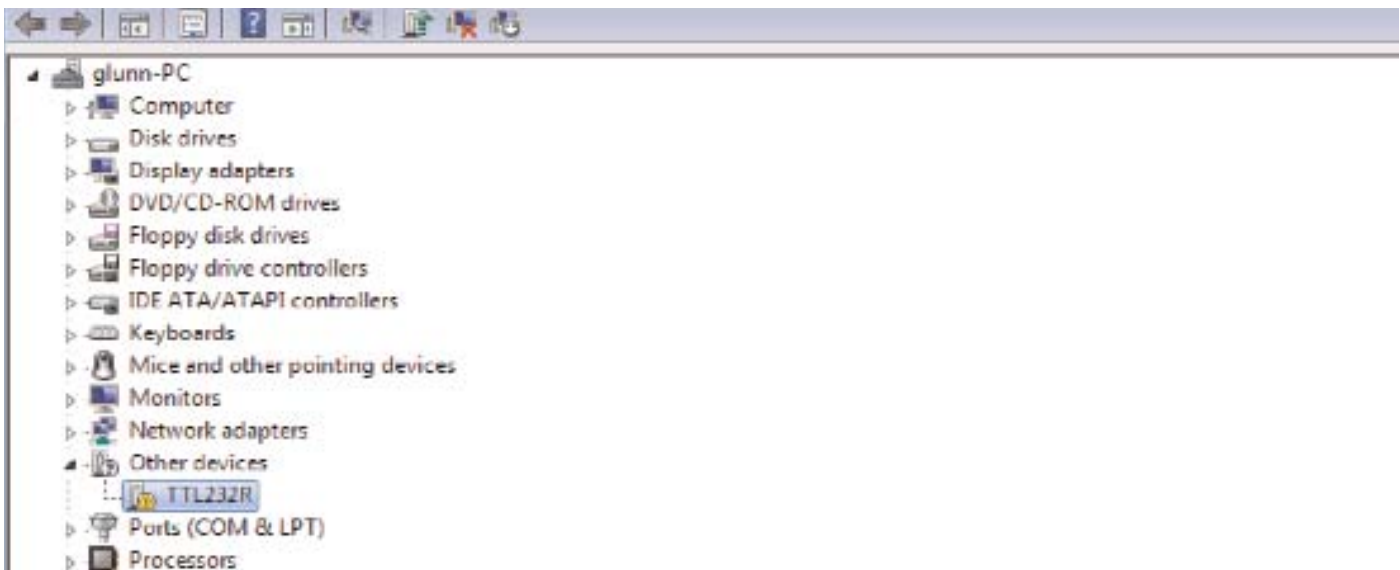 glunn-PC
Computer
Disk drives
Display adapters
DVD/CD-ROM drives
Floppy disk drives
Floppy drive controllers
IDE ATA/ATAPI controllers
Keyboards
Mice and other pointing devices
Monitors
Network adapters
Other devices
TTL232R
Ports (COM & LPT)
Processors